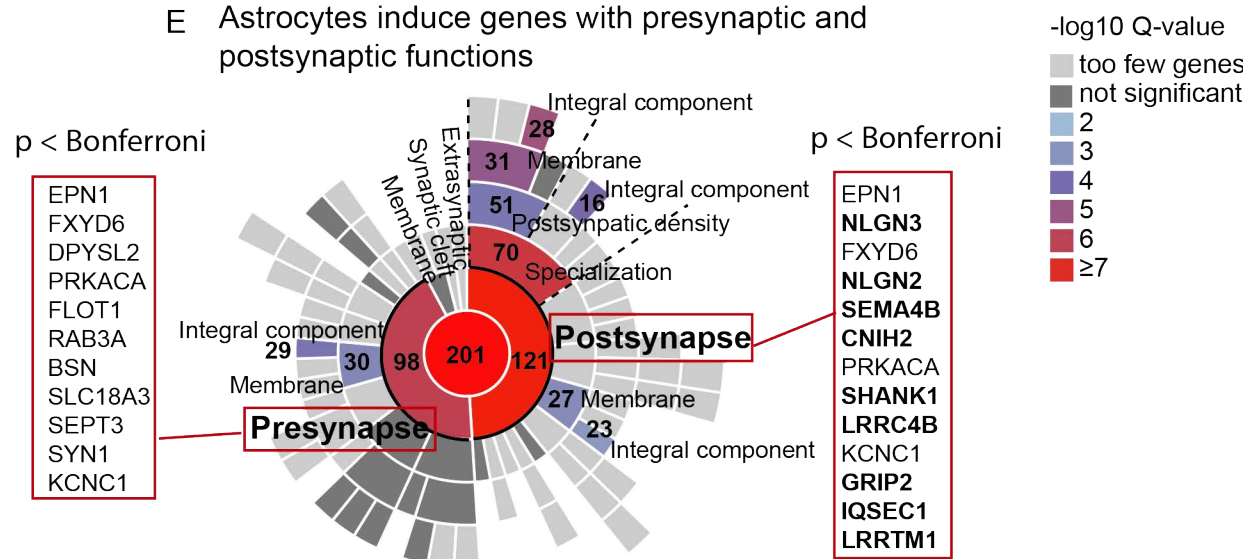 E Astrocytes induce genes with presynaptic and
postsynaptic functions
-log10 Q-value
too few genes
not significant
2
3
4
5
6
≥7
p < Bonferroni
EPN1
FXYD6
DPYSL2
PRKACA
FLOT1
RAB3A
BSN
SLC18A3
SEPT3
SYN1
KCNC1
Extrasynaptic
Synaptic cleft
Membrane
Integral component
28
31 Membrane
Integral component
16
51
Postsynpatic density
70
Specialization
Integral component
29
30
98
201
121
Postsynapse
Membrane
27 Membrane
23
Integral component
Presynapse
p < Bonferroni
EPN1
NLGN3
FXYD6
NLGN2
SEMA4B
CNIH2
PRKACA
SHANK1
LRRC4B
KCNC1
GRIP2
IQSEC1
LRRTM1